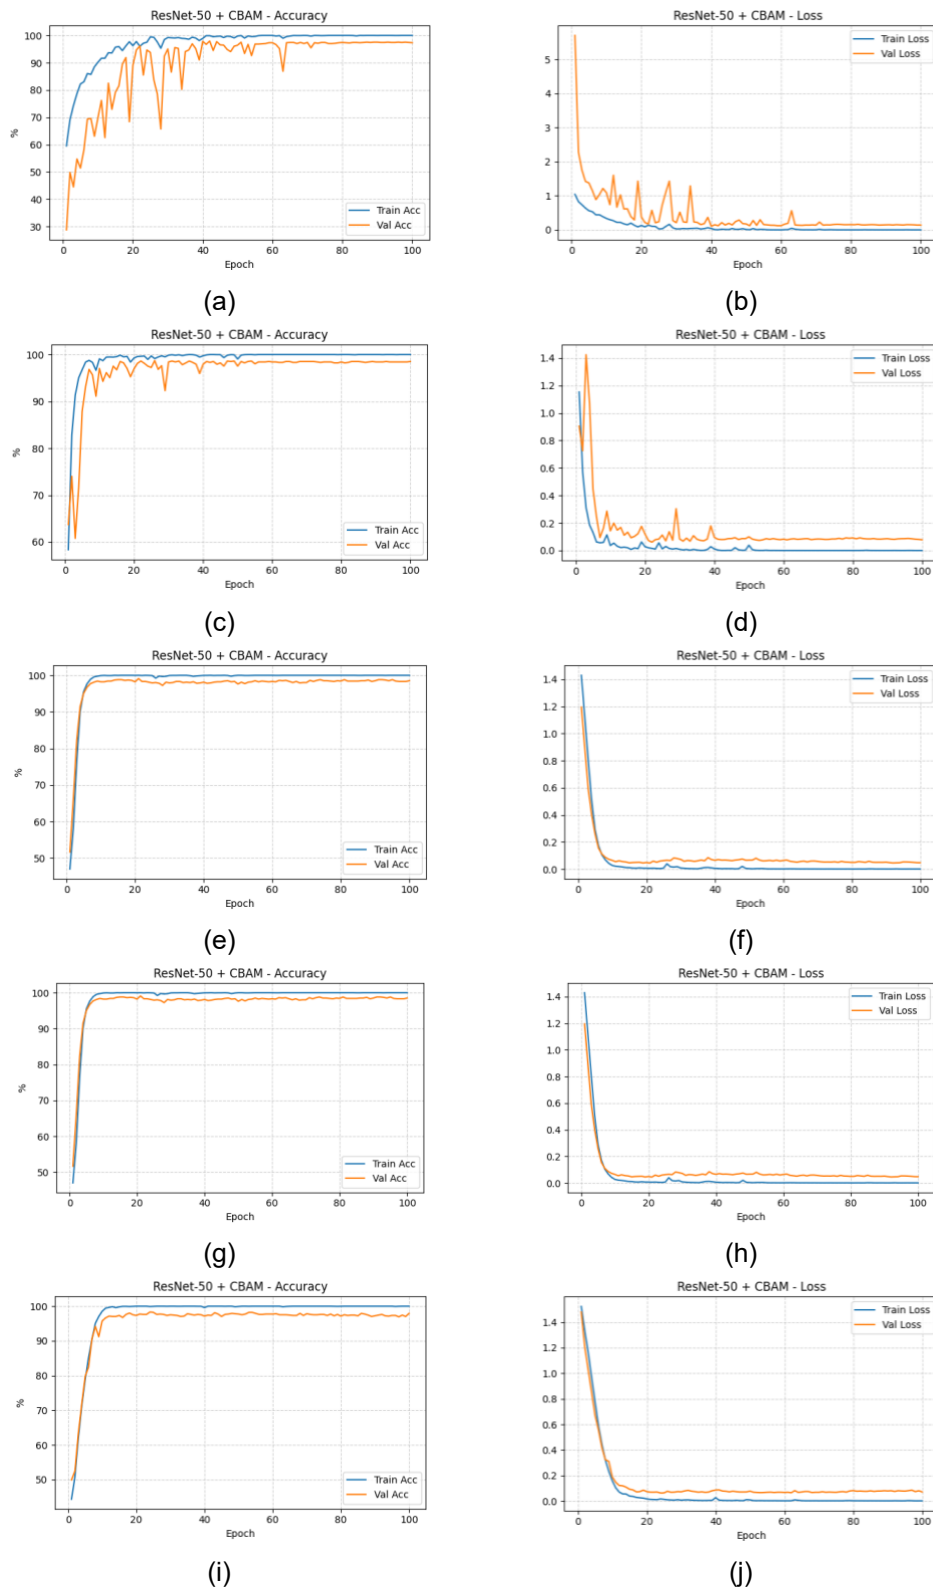 ResNet-50 + CBAM - Accuracy
100
90
80
70
60
50
40
30
%
Train Acc
Val Acc
0 20 40 60 80 100
Epoch
(a)
ResNet-50 + CBAM - Loss
5
4
3
2
1
0
Train Loss
Val Loss
0 20 40 60 80 100
Epoch
(b)
ResNet-50 + CBAM - Accuracy
100
90
80
70
60
%
Train Acc
Val Acc
0 20 40 60 80 100
Epoch
(c)
ResNet-50 + CBAM - Loss
1.4
1.2
1.0
0.8
0.6
0.4
0.2
0.0
Train Loss
Val Loss
0 20 40 60 80 100
Epoch
(d)
ResNet-50 + CBAM - Accuracy
100
90
80
70
60
50
%
Train Acc
Val Acc
0 20 40 60 80 100
Epoch
(e)
ResNet-50 + CBAM - Loss
1.4
1.2
1.0
0.8
0.6
0.4
0.2
0.0
Train Loss
Val Loss
0 20 40 60 80 100
Epoch
(f)
ResNet-50 + CBAM - Accuracy
100
90
80
70
60
50
%
Train Acc
Val Acc
0 20 40 60 80 100
Epoch
(g)
ResNet-50 + CBAM - Loss
1.4
1.2
1.0
0.8
0.6
0.4
0.2
0.0
Train Loss
Val Loss
0 20 40 60 80 100
Epoch
(h)
ResNet-50 + CBAM - Accuracy
100
90
80
70
60
50
%
Train Acc
Val Acc
0 20 40 60 80 100
Epoch
(i)
ResNet-50 + CBAM - Loss
1.4
1.2
1.0
0.8
0.6
0.4
0.2
0.0
Train Loss
Val Loss
0 20 40 60 80 100
Epoch
(j)